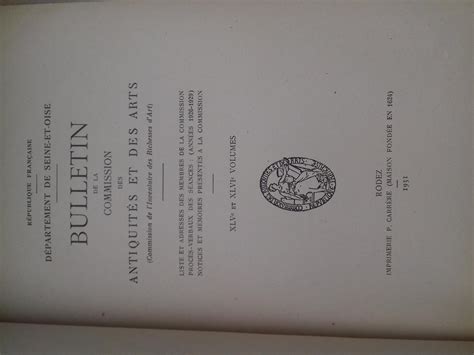 RÉPUBLIQUE FRANÇAISE
DÉPARTEMENT DE SEINE-ET-OISE
BULLETIN
DE LA
COMMISSION
DES
ANTIQUITÉS ET DES ARTS
(Commission de l'Inventaire des Richesses d'Art)
LISTE ET ADRESSES DES MEMBRES DE LA COMMISSION
PROCÈS-VERBAUX DES SÉANCES : (ANNÉES 1926-1929)
NOTICES ET MÉMOIRES PRÉSENTÉS A LA COMMISSION
XLVe ET XLVIe VOLUMES
RODEZ
IMPRIMERIE P. CARRÈRE (MAISON FONDÉE EN 1624)
1931